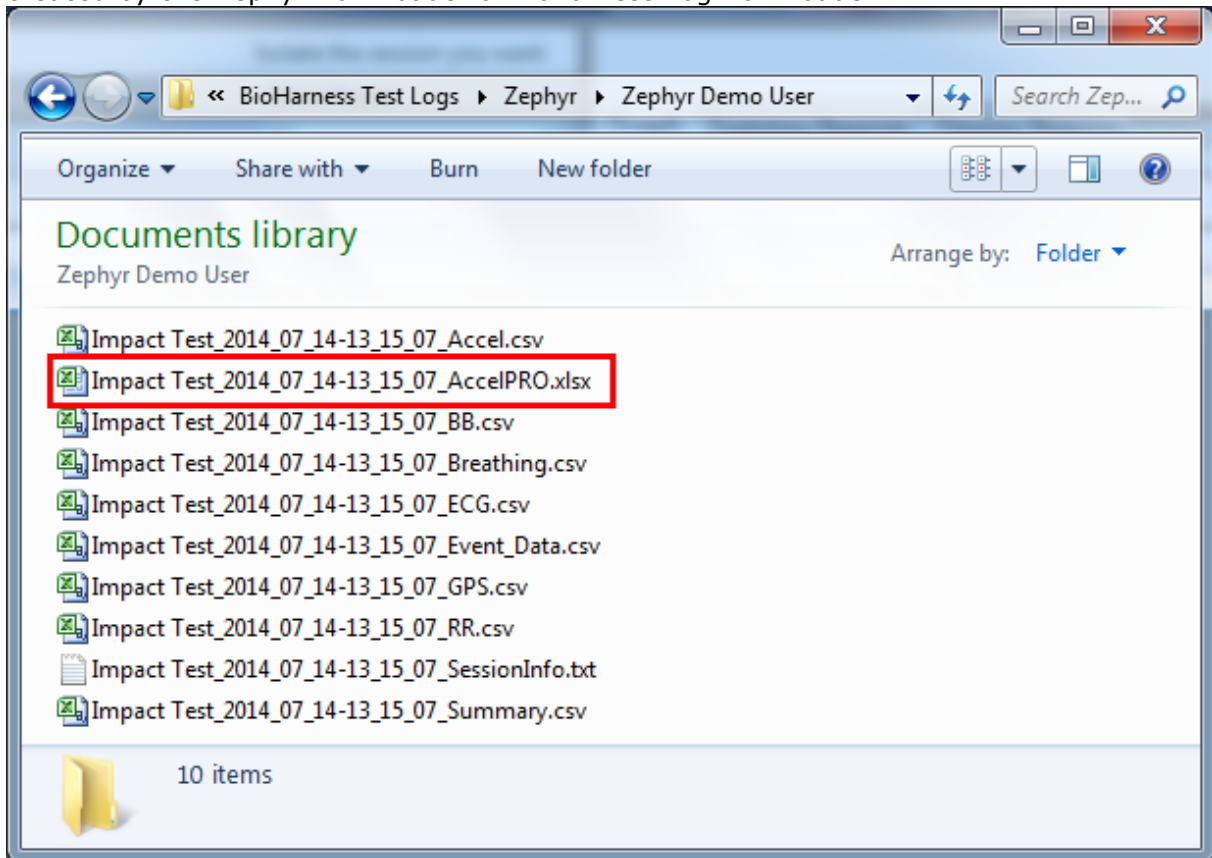 « BioHarness Test Logs ▸ Zephyr ▸ Zephyr Demo User
Search Zep...
Organize ▾ Share with ▾ Burn New folder
Documents library
Zephyr Demo User
Arrange by: Folder ▾
Impact Test_2014_07_14-13_15_07_Accel.csv
Impact Test_2014_07_14-13_15_07_AccelPRO.xlsx
Impact Test_2014_07_14-13_15_07_BB.csv
Impact Test_2014_07_14-13_15_07_Breathing.csv
Impact Test_2014_07_14-13_15_07_ECG.csv
Impact Test_2014_07_14-13_15_07_Event_Data.csv
Impact Test_2014_07_14-13_15_07_GPS.csv
Impact Test_2014_07_14-13_15_07_RR.csv
Impact Test_2014_07_14-13_15_07_SessionInfo.txt
Impact Test_2014_07_14-13_15_07_Summary.csv
10 items